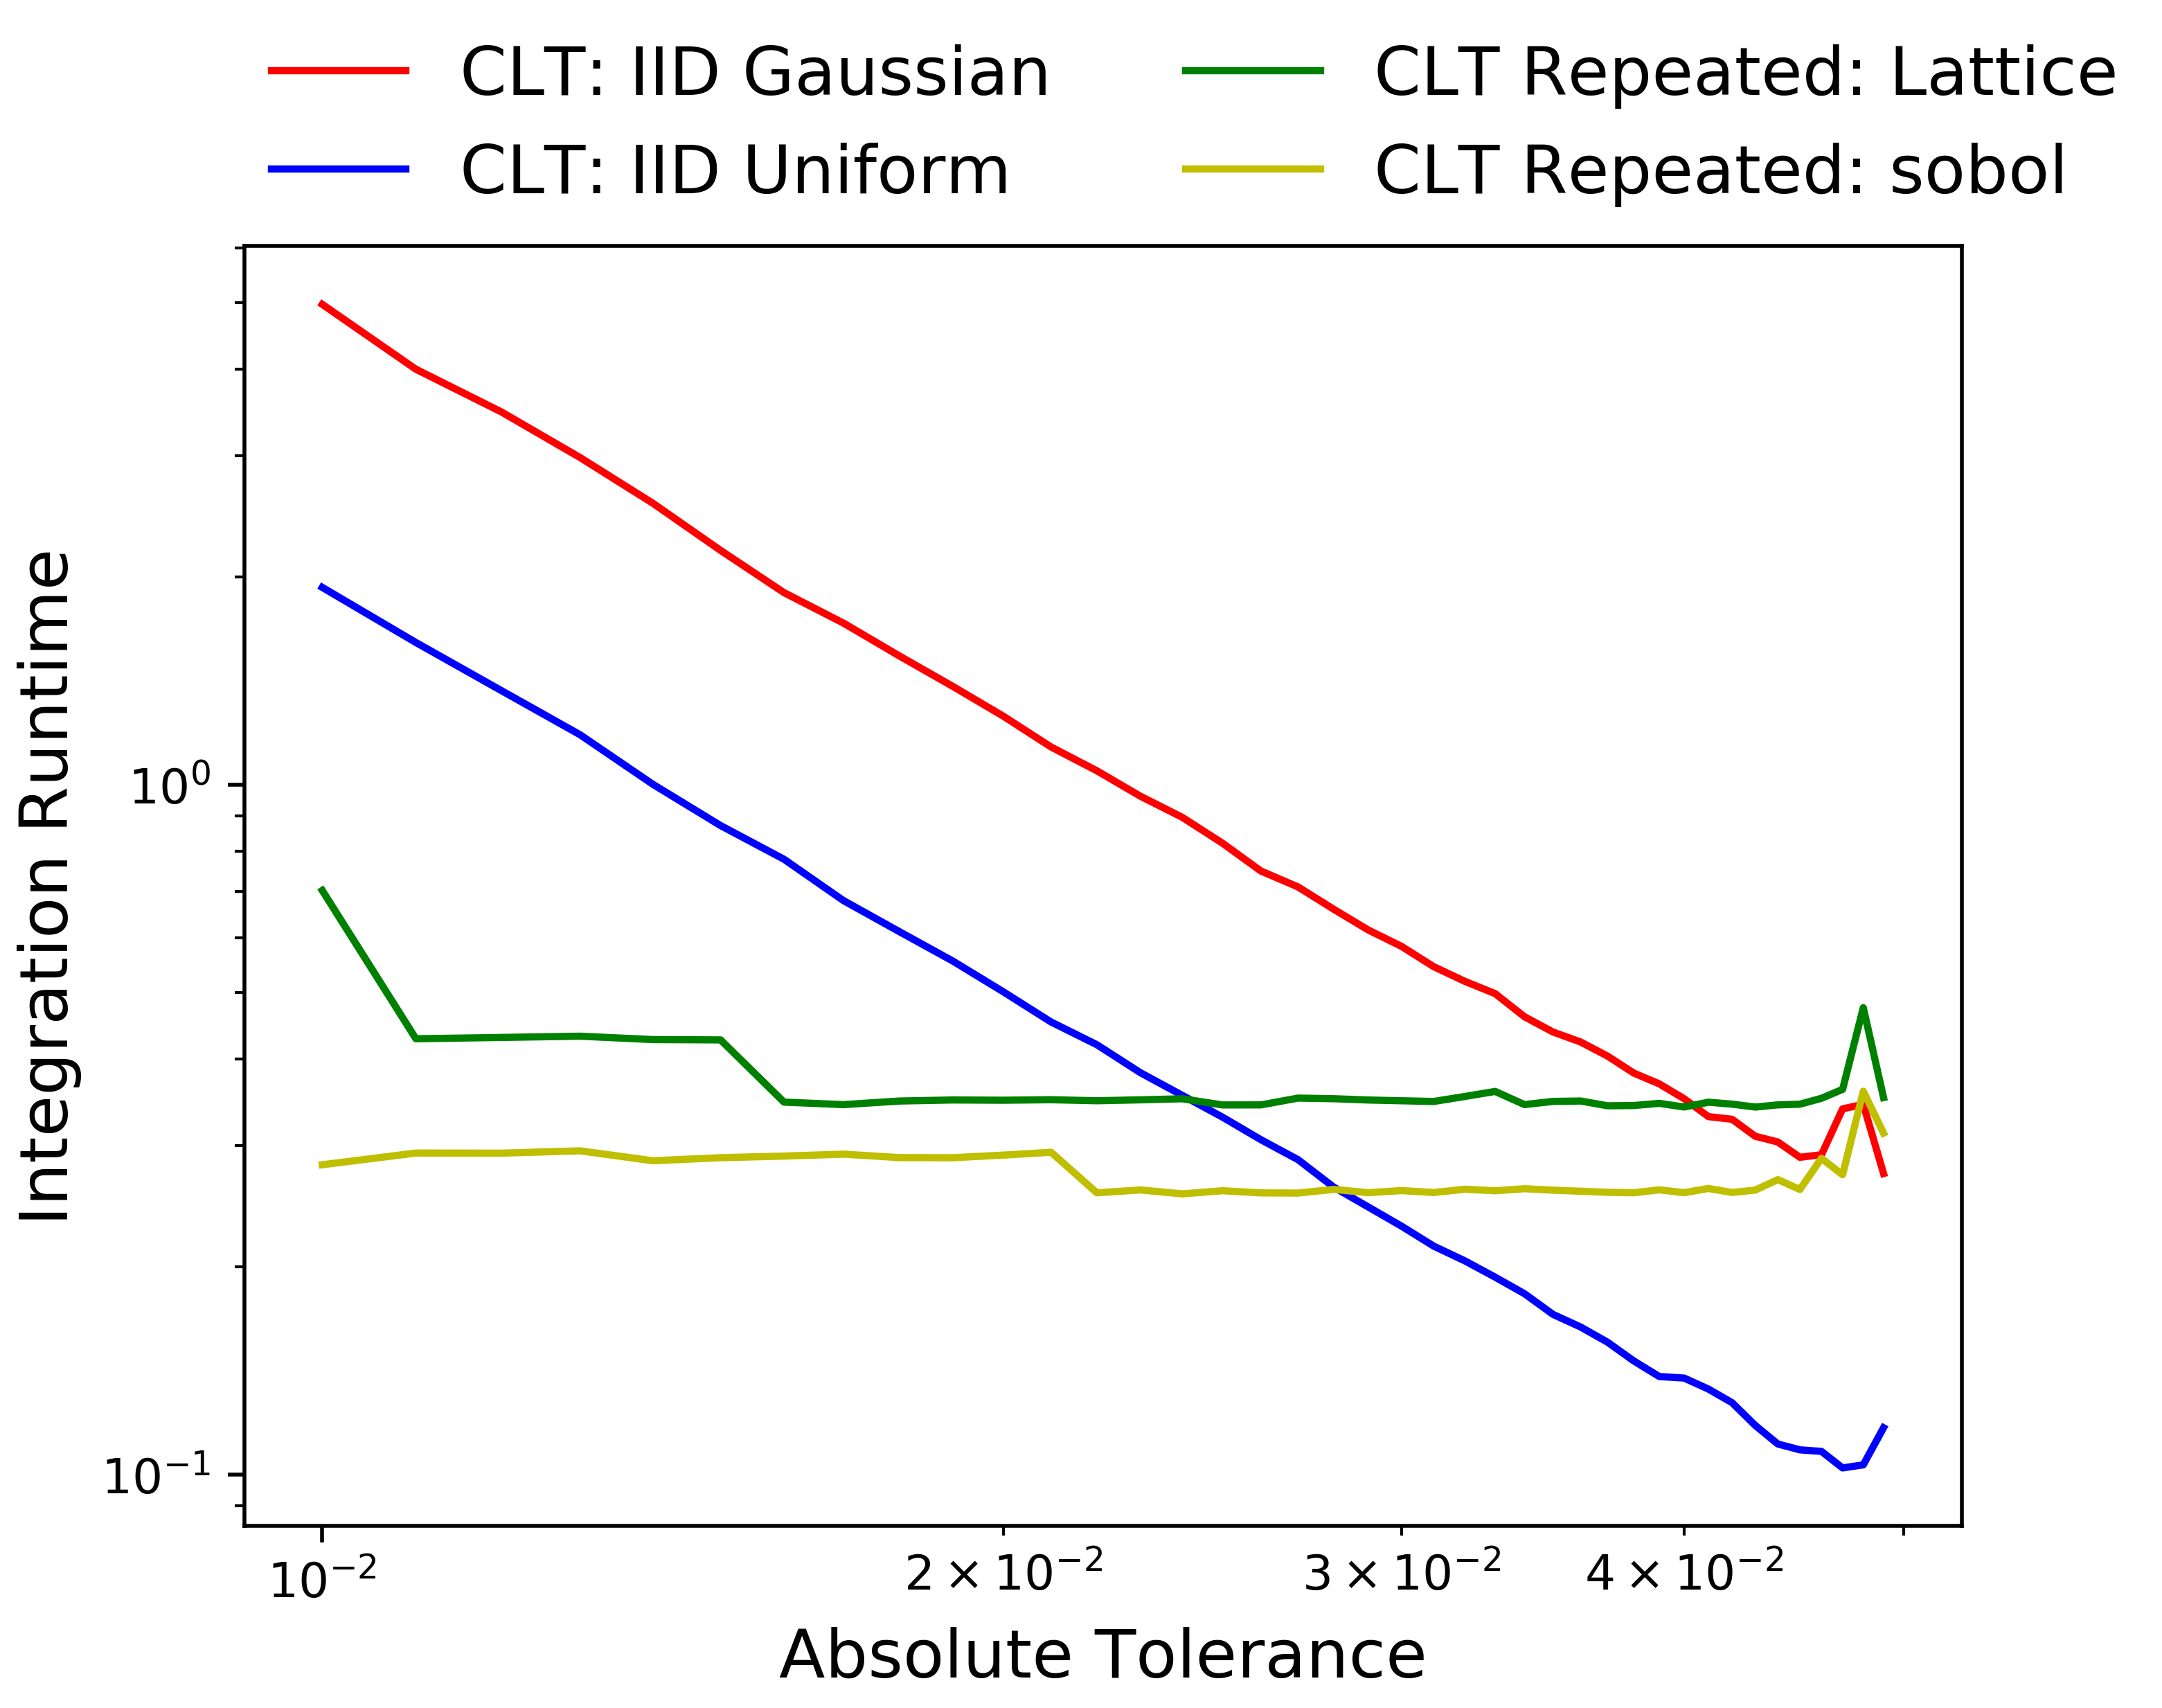 CLT: IID Gaussian
CLT: IID Uniform
CLT Repeated: Lattice
CLT Repeated: sobol
Integration Runtime
10⁰
10⁻¹
10⁻²
2 × 10⁻²
3 × 10⁻²
4 × 10⁻²
Absolute Tolerance